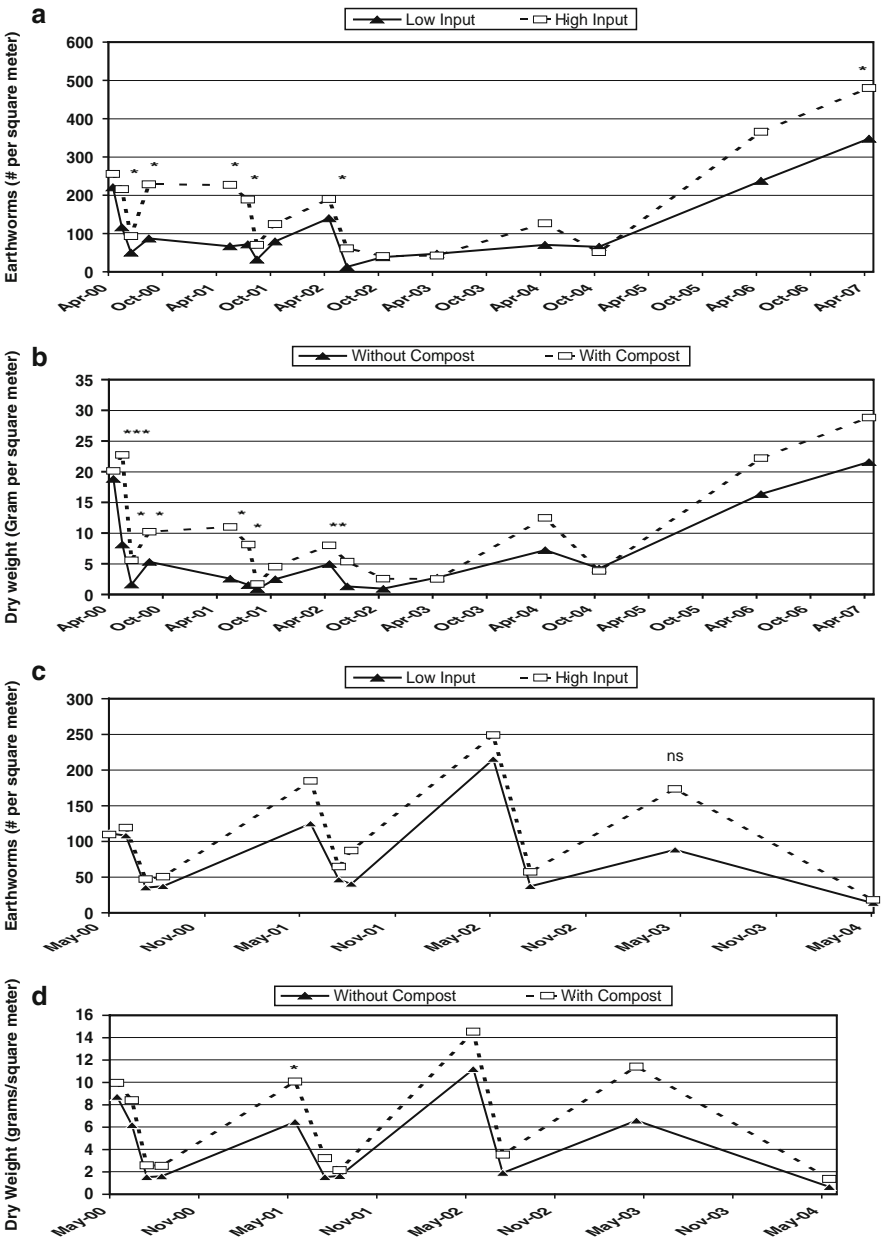 a
Low Input High Input
Earthworms (# per square meter)
600
500
400
300
200
100
0
Apr-00 Oct-00 Apr-01 Oct-01 Apr-02 Oct-02 Apr-03 Oct-03 Apr-04 Oct-04 Apr-05 Oct-05 Apr-06 Oct-06 Apr-07
* * * * * *
b
Without Compost With Compost
Dry weight (Gram per square meter)
35
30
25
20
15
10
5
0
Apr-00 Oct-00 Apr-01 Oct-01 Apr-02 Oct-02 Apr-03 Oct-03 Apr-04 Oct-04 Apr-05 Oct-05 Apr-06 Oct-06 Apr-07
*** * * * * **
c
Low Input High Input
Earthworms (# per square meter)
300
250
200
150
100
50
0
ns
May-00 Nov-00 May-01 Nov-01 May-02 Nov-02 May-03 Nov-03 May-04
d
Without Compost With Compost
Dry Weight (grams/square meter)
16
14
12
10
8
6
4
2
0
*
May-00 Nov-00 May-01 Nov-01 May-02 Nov-02 May-03 Nov-03 May-04